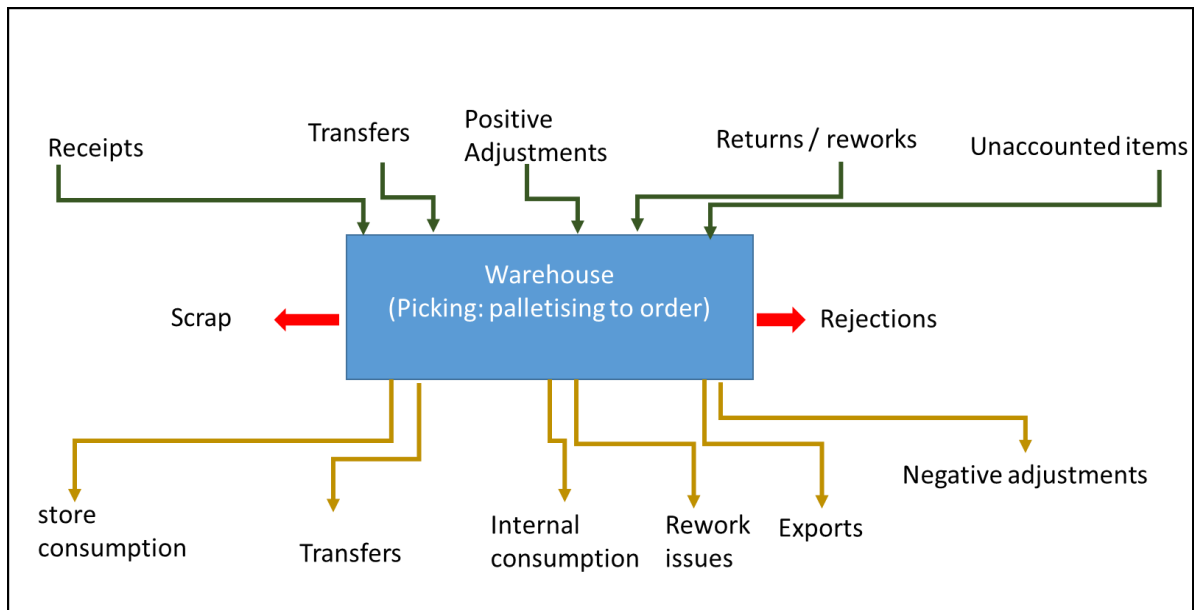 Receipts
Transfers
Positive
Adjustments
Returns / reworks
Unaccounted items
Warehouse
(Picking: palletising to order)
Scrap
Rejections
store
consumption
Transfers
Internal
consumption
Rework
issues
Exports
Negative adjustments